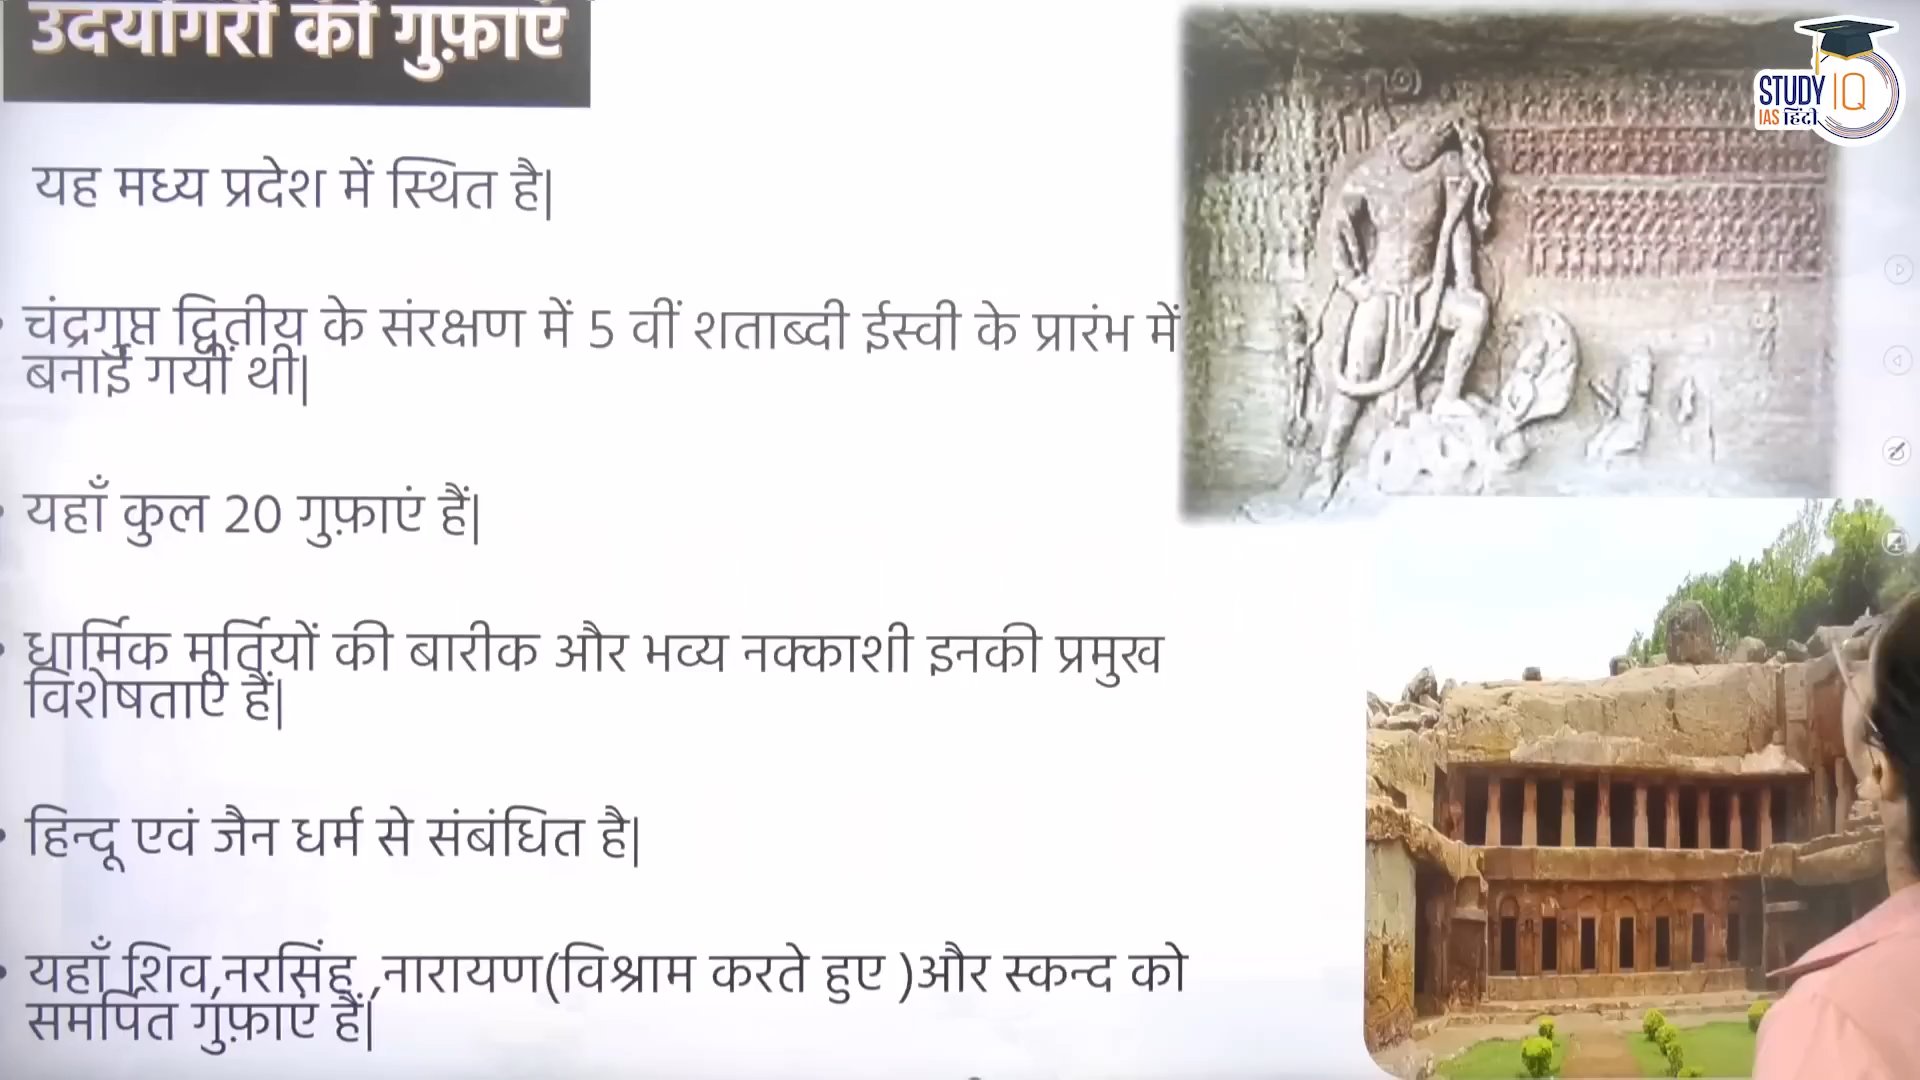 उदयगिरी की गुफ़ाएं
यह मध्य प्रदेश में स्थित है|
चंद्रगुप्त द्वितीय के संरक्षण में 5 वीं शताब्दी ईस्वी के प्रारंभ में
बनाई गयीं थी|
यहाँ कुल 20 गुफ़ाएं हैं|
धार्मिक मूर्तियों की बारीक और भव्य नक्काशी इनकी प्रमुख
विशेषताएं हैं|
हिन्दू एवं जैन धर्म से संबंधित है|
यहाँ शिव,नरसिंह ,नारायण(विश्राम करते हुए )और स्कन्द को
समर्पित गुफ़ाएं हैं|
STUDY IQ
IAS हिंदी